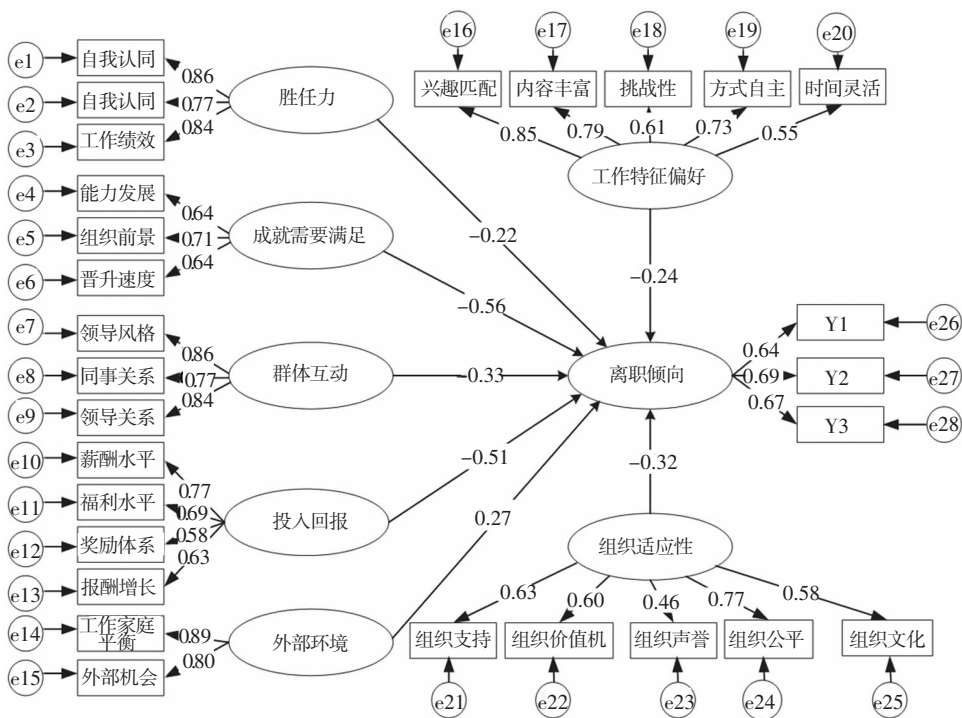 e16
e17
e18
e19
e20
兴趣匹配
内容丰富
挑战性
方式自主
时间灵活
0.85
0.79
0.61
0.73
0.55
工作特征偏好
-0.24
e1
自我认同
0.86
e2
自我认同
0.77
e3
工作绩效
0.84
胜任力
-0.22
e4
能力发展
0.64
e5
组织前景
0.71
e6
晋升速度
0.64
成就需要满足
-0.56
e7
领导风格
0.86
e8
同事关系
0.77
e9
领导关系
0.84
群体互动
-0.33
离职倾向
0.64
Y1
e26
0.69
Y2
e27
0.67
Y3
e28
e10
薪酬水平
0.77
e11
福利水平
0.69
e12
奖励体系
0.58
e13
报酬增长
0.63
投入回报
-0.51
e14
工作家庭
平衡
0.89
e15
外部机会
0.80
外部环境
0.27
-0.32
组织适应性
0.63
0.60
0.46
0.77
0.58
组织支持
组织价值机
组织声誉
组织公平
组织文化
e21
e22
e23
e24
e25